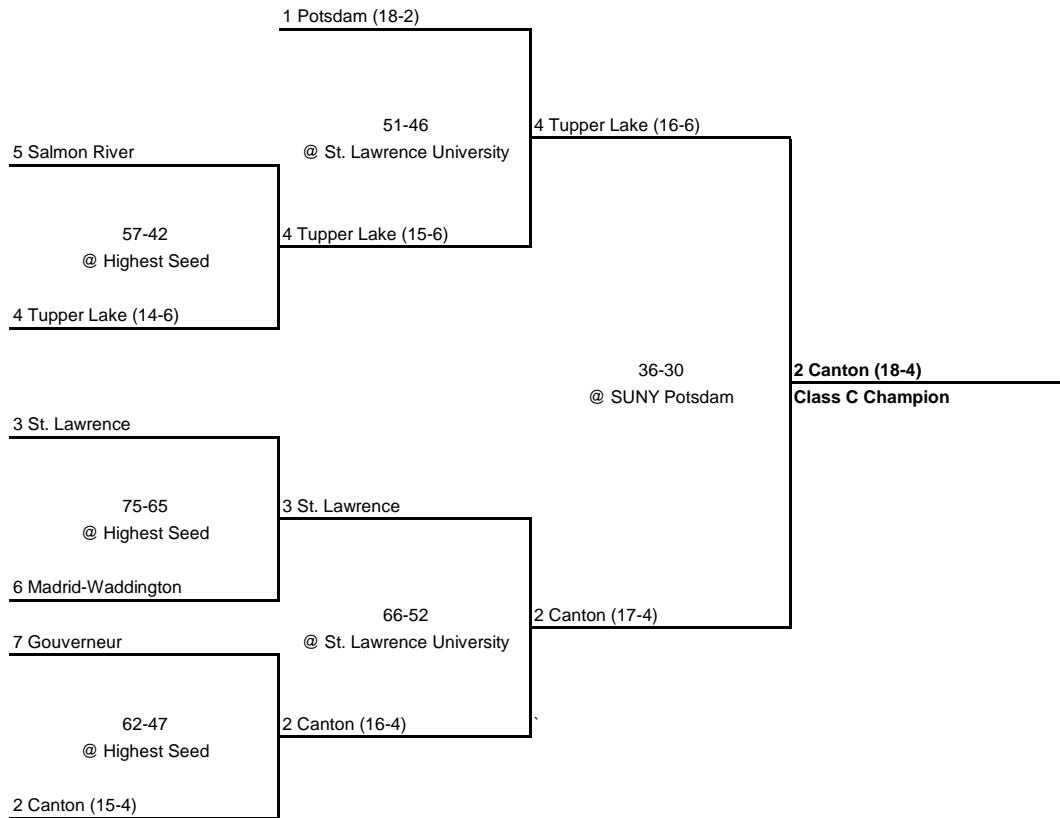 1 Potsdam (18-2)
51-46
4 Tupper Lake (16-6)
5 Salmon River
@ St. Lawrence University
57-42
4 Tupper Lake (15-6)
@ Highest Seed
4 Tupper Lake (14-6)
36-30
2 Canton (18-4)
@ SUNY Potsdam
Class C Champion
3 St. Lawrence
75-65
3 St. Lawrence
@ Highest Seed
6 Madrid-Waddington
66-52
2 Canton (17-4)
7 Gouverneur
@ St. Lawrence University
62-47
2 Canton (16-4)
`
@ Highest Seed
2 Canton (15-4)